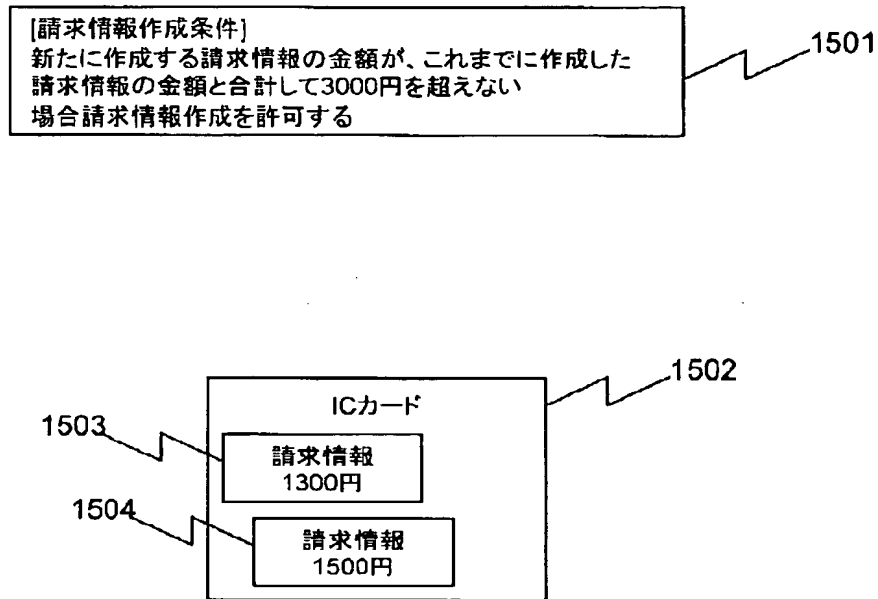 [請求情報作成条件]
新たに作成する請求情報の金額が、これまでに作成した
請求情報の金額と合計して3000円を超えない
場合請求情報作成を許可する
1501
1502
ICカード
1503
請求情報
1300円
1504
請求情報
1500円